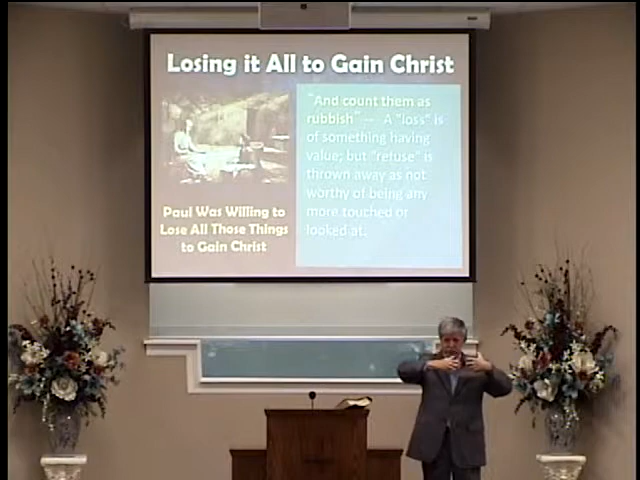 Losing it All to Gain Christ
"And count them as
rubbish" — A "loss" is
of something having
value; but "refuse" is
thrown away as not
worthy of being any
more touched or
looked at.
Paul Was Willing to
Lose All Those Things
to Gain Christ